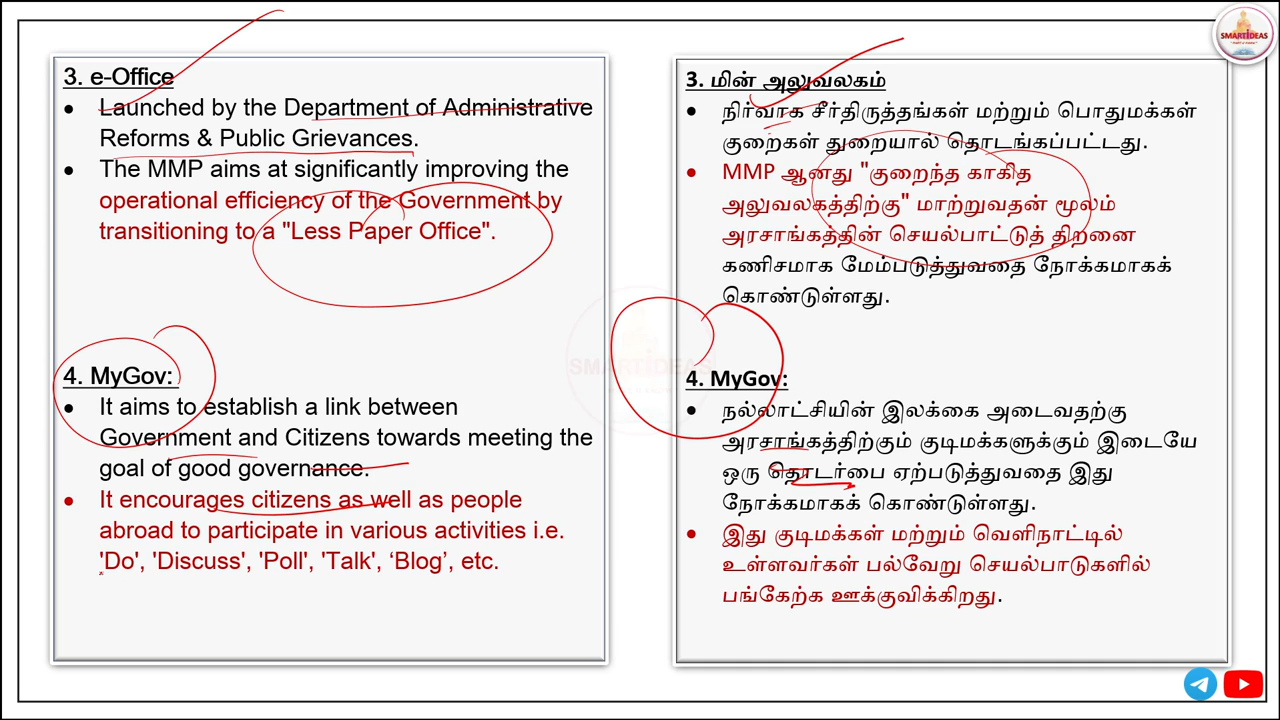 SMARTIDEAS
3. e-Office
• Launched by the Department of Administrative
Reforms & Public Grievances.
• The MMP aims at significantly improving the
operational efficiency of the Government by
transitioning to a "Less Paper Office".
4. MyGov:
• It aims to establish a link between
Government and Citizens towards meeting the
goal of good governance.
• It encourages citizens as well as people
abroad to participate in various activities i.e.
'Do', 'Discuss', 'Poll', 'Talk', ‘Blog’, etc.
3. மின் அலுவலகம்
• நிர்வாக சீர்திருத்தங்கள் மற்றும் பொதுமக்கள்
குறைகள் துறையால் தொடங்கப்பட்டது.
• MMP ஆனது "குறைந்த காகித
அலுவலகத்திற்கு" மாற்றுவதன் மூலம்
அரசாங்கத்தின் செயல்பாட்டுத் திறனை
கணிசமாக மேம்படுத்துவதை நோக்கமாகக்
கொண்டுள்ளது.
4. MyGov:
• நல்லாட்சியின் இலக்கை அடைவதற்கு
அரசாங்கத்திற்கும் குடிமக்களுக்கும் இடையே
ஒரு தொடர்பை ஏற்படுத்துவதை இது
நோக்கமாகக் கொண்டுள்ளது.
• இது குடிமக்கள் மற்றும் வெளிநாட்டில்
உள்ளவர்கள் பல்வேறு செயல்பாடுகளில்
பங்கேற்க ஊக்குவிக்கிறது.
SMARTIDEAS